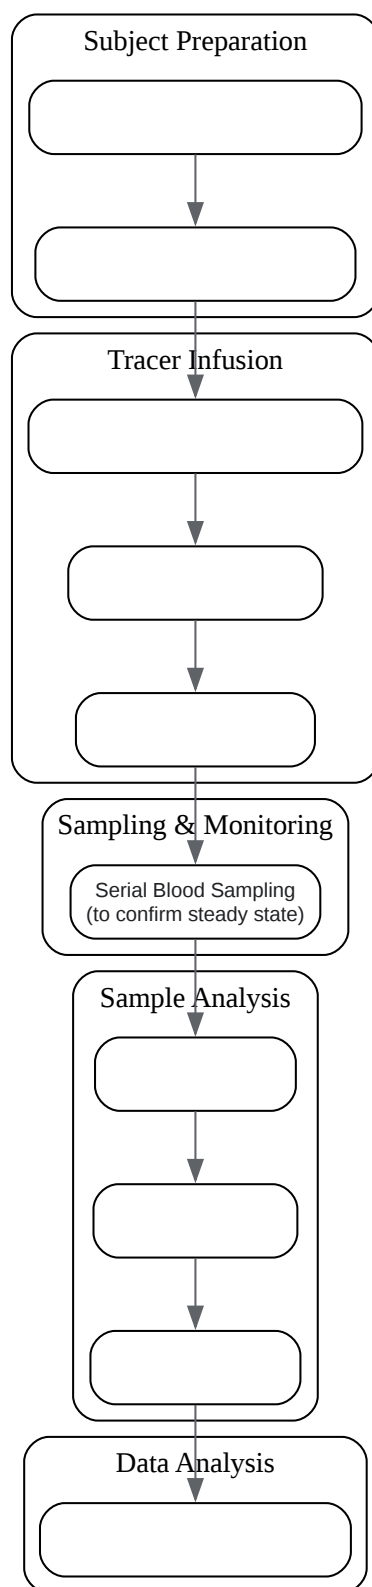 Subject Preparation
Tracer Infusion
Sampling & Monitoring
Serial Blood Sampling
(to confirm steady state)
Sample Analysis
Data Analysis